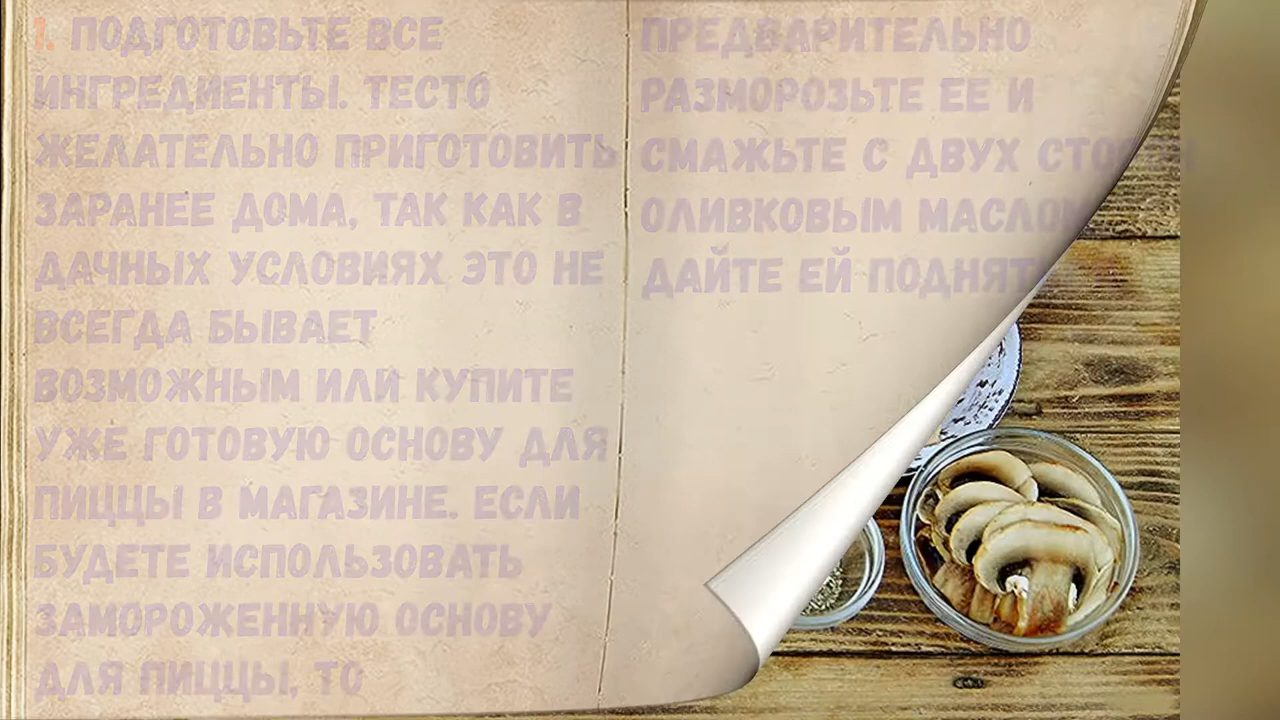 1. ПОДГОТОВЬТЕ ВСЕ
ИНГРЕДИЕНТЫ. ТЕСТО
ЖЕЛАТЕЛЬНО ПРИГОТОВИТЬ
ЗАРАНЕЕ ДОМА, ТАК КАК В
ДАЧНЫХ УСЛОВИЯХ ЭТО НЕ
ВСЕГДА БЫВАЕТ
ВОЗМОЖНЫМ ИЛИ КУПИТЕ
УЖЕ ГОТОВУЮ ОСНОВУ ДЛЯ
ПИЦЦЫ В МАГАЗИНЕ. ЕСЛИ
БУДЕТЕ ИСПОЛЬЗОВАТЬ
ЗАМОРОЖЕННУЮ ОСНОВУ
ДЛЯ ПИЦЦЫ, ТО
ПРЕДВАРИТЕЛЬНО
РАЗМОРОЗЬТЕ ЕЕ И
СМАЖЬТЕ С ДВУХ СТОРОН
ОЛИВКОВЫМ МАСЛОМ
ДАЙТЕ ЕЙ